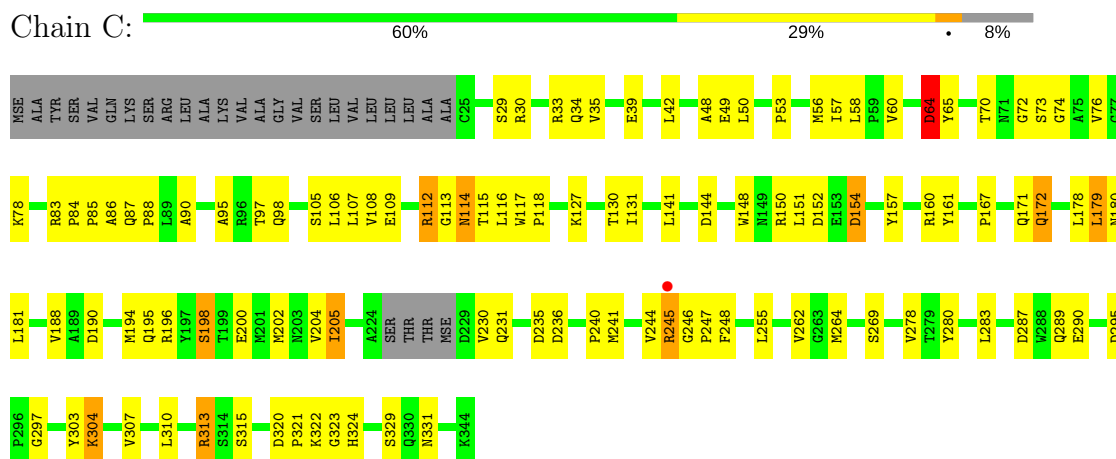 Chain C:
60% 29% • 8%
MSE ALA TYR SER VAL GLN LYS SER ARG LEU ALA LYS VAL ALA GLY VAL SER LEU VAL LEU LEU LEU ALA ALA C25 S29 R30 R33 Q34 V35 E39 L42 A48 E49 L50 P53 M56 I57 L58 P59 V60 D64 Y65 T70 N71 G72 S73 G74 A75 V76 G77
K78 R83 P84 P85 A86 Q87 P88 L89 A90 A95 R96 T97 Q98 S105 L106 L107 V108 E109 R112 G113 N114 T115 L116 W117 P118 K127 T130 I131 L141 D144 W148 N149 R150 L151 D152 E153 D154 Y157 R160 Y161 P167 Q171 Q172 L178 L179 N180
L181 V188 A189 D190 M194 Q195 R196 Y197 S198 T199 E200 M201 M202 N203 V204 I205 A224 SER THR THR MSE D229 V230 Q231 D235 D236 P240 M241 V244 R245 G246 P247 F248 L255 V262 G263 M264 S269 V278 T279 Y280 L283 D287 W288 Q289 E290
P296 G297 Y303 K304 V307 L310 R313 S314 S315 D320 P321 K322 G323 H324 S329 Q330 N331 K344